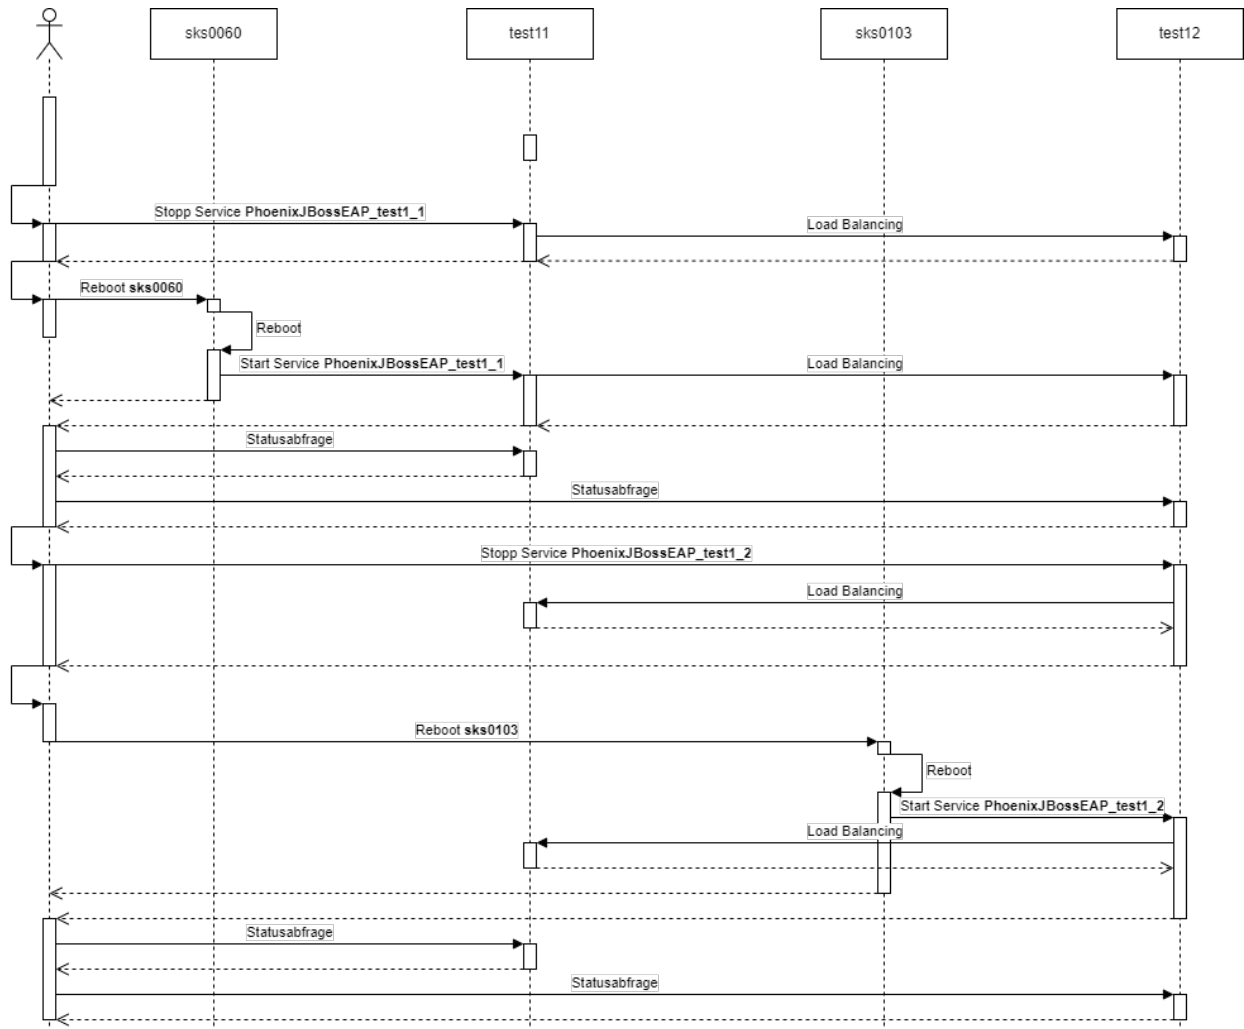 sks0060
test11
sks0103
test12
Stopp Service PhoenixJBossEAP_test1_1
Load Balancing
Reboot sks0060
Reboot
Start Service PhoenixJBossEAP_test1_1
Load Balancing
Statusabfrage
Statusabfrage
Stopp Service PhoenixJBossEAP_test1_2
Load Balancing
Reboot sks0103
Reboot
Start Service PhoenixJBossEAP_test1_2
Load Balancing
Statusabfrage
Statusabfrage